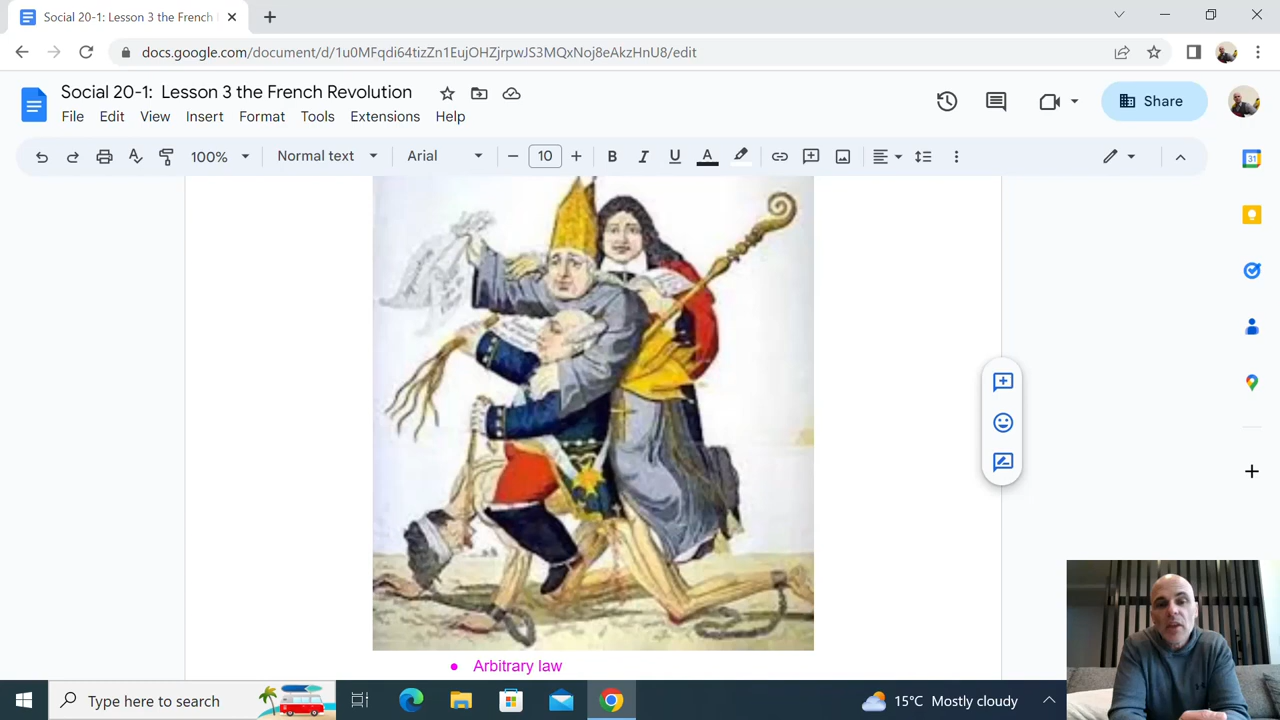 Social 20-1: Lesson 3 the French
docs.google.com/document/d/1u0MFqdi64tizZn1EujOHZjrpwJS3MQxNoj8eAkzHnU8/edit
Social 20-1: Lesson 3 the French Revolution
File Edit View Insert Format Tools Extensions Help
Share
100% Normal text Arial 10 B I U A
31
Arbitrary law
Type here to search
15°C Mostly cloudy